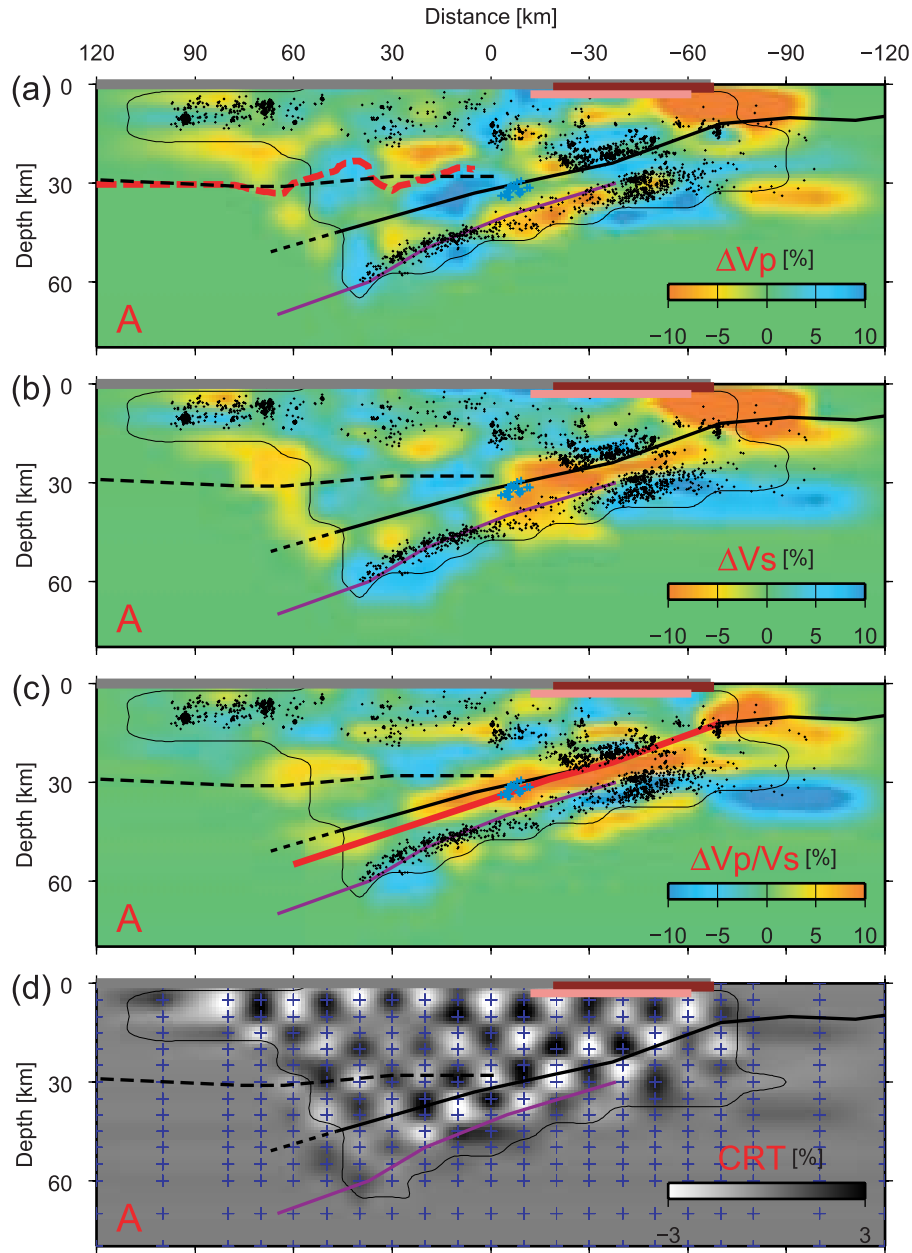 Distance [km]
120 90 60 30 0 −30 −60 −90 −120
(a)
0
30
60
Depth [km]
A
ΔVp [%]
−10 −5 0 5 10
(b)
0
30
60
Depth [km]
A
ΔVs [%]
−10 −5 0 5 10
(c)
0
30
60
Depth [km]
A
ΔVp/Vs [%]
−10 −5 0 5 10
(d)
0
30
60
Depth [km]
A
CRT [%]
−3 3